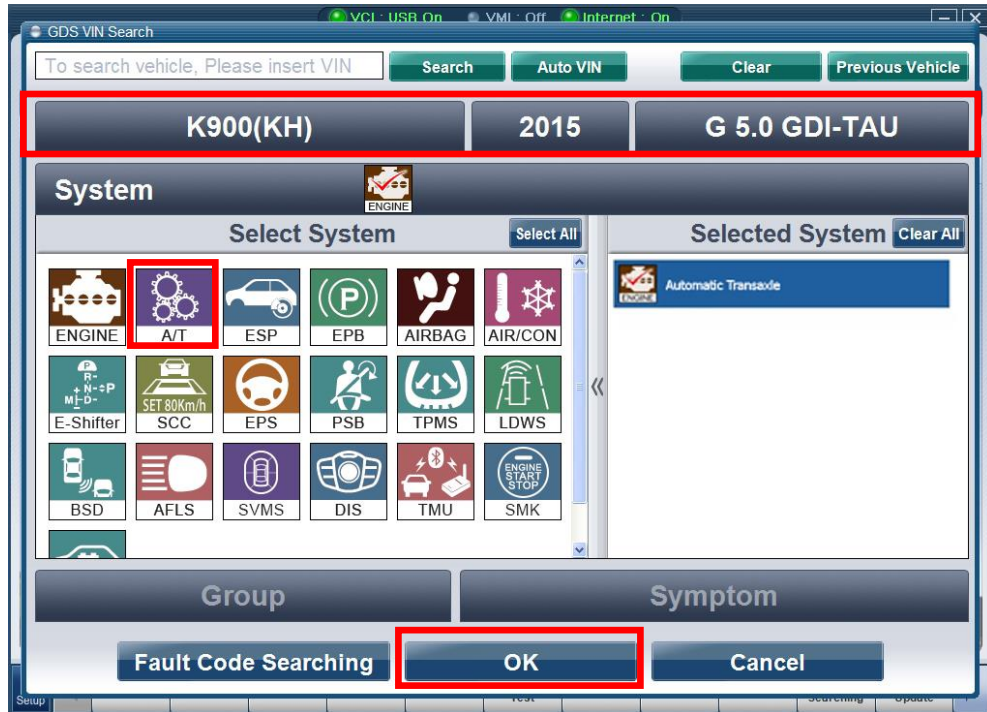 VCI : USB On VMI : Off Internet : On
GDS VIN Search
To search vehicle, Please insert VIN Search Auto VIN Clear Previous Vehicle
K900(KH) 2015 G 5.0 GDI-TAU
System ENGINE
Select System Select All Selected System Clear All
ENGINE Automatic Transaxle
ENGINE A/T ESP EPB AIRBAG AIR/CON
E-Shifter SCC EPS PSB TPMS LDWS
SET 80Km/h
BSD AFLS SVMS DIS TMU SMK
ENGINE
START
STOP
Group Symptom
Fault Code Searching OK Cancel
Setup Test Searching Update